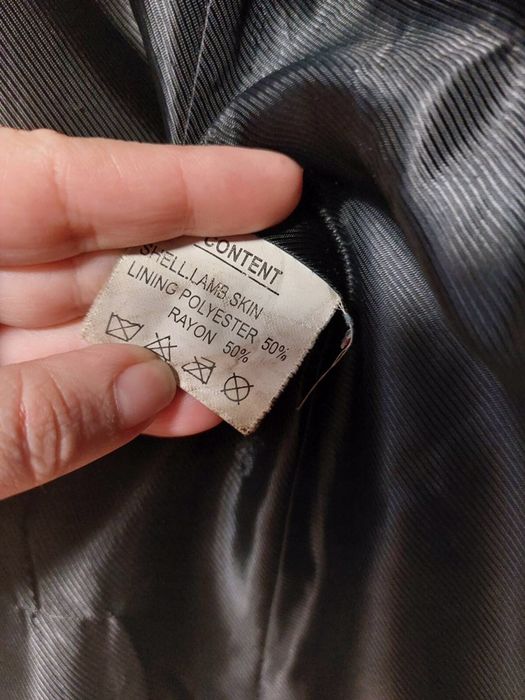 CONTENT
SHELL.LAMB SKIN
LINING POLYESTER 50%
RAYON 50%